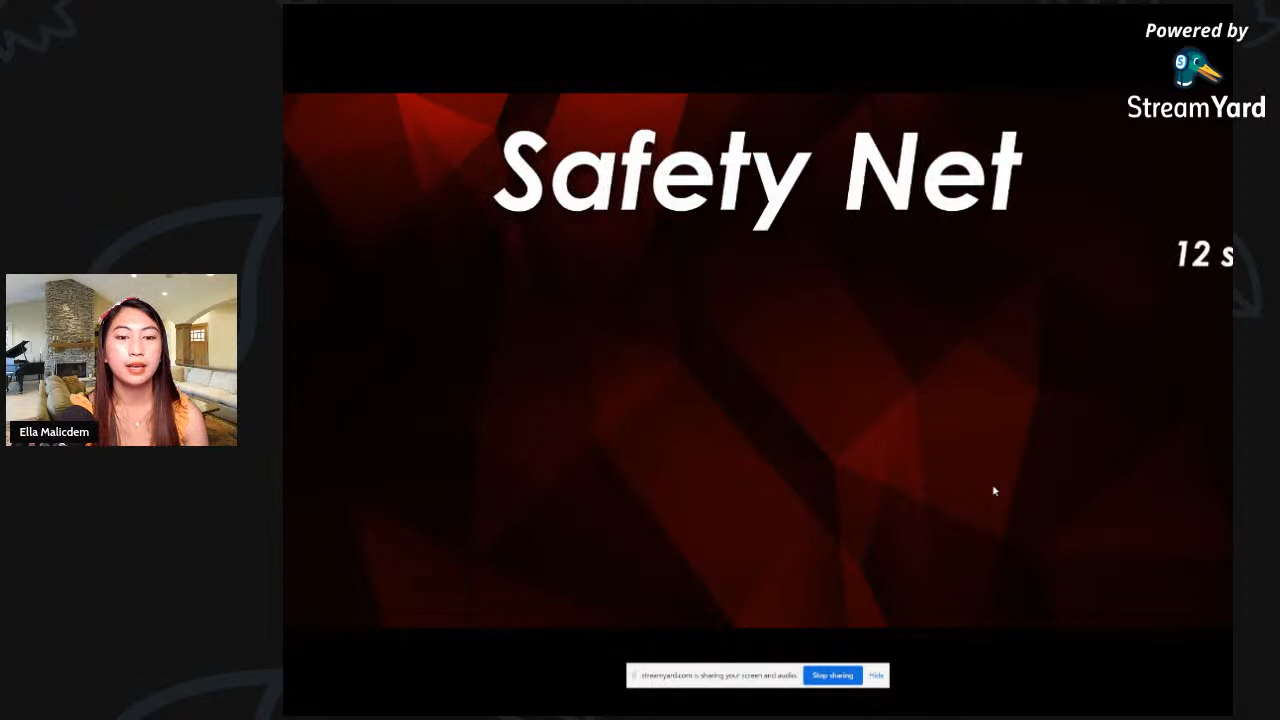 Powered by
StreamYard
Safety Net
12 s
Ella Malicdem
streamyard.com is sharing your screen and audio.
Stop sharing
Hide